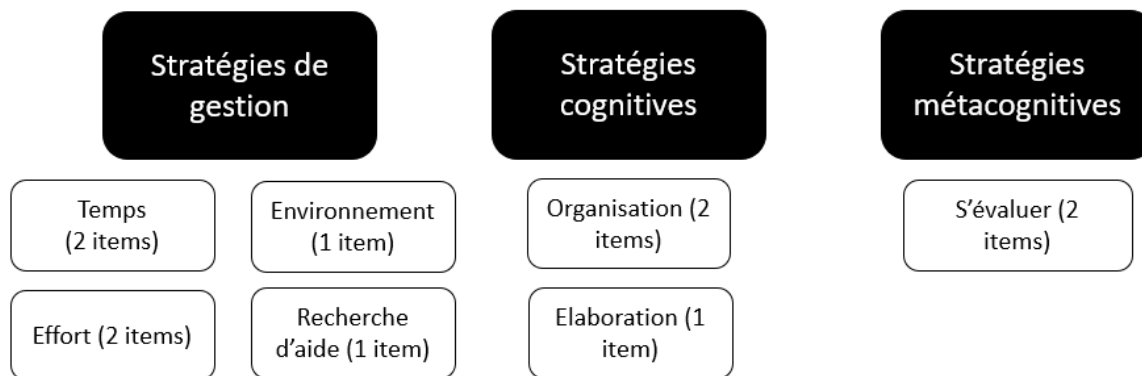 Stratégies de
gestion
Stratégies
cognitives
Stratégies
métacognitives
Temps
(2 items)
Environnement
(1 item)
Organisation (2
items)
S'évaluer (2
items)
Effort (2 items)
Recherche
d'aide (1 item)
Elaboration (1
item)